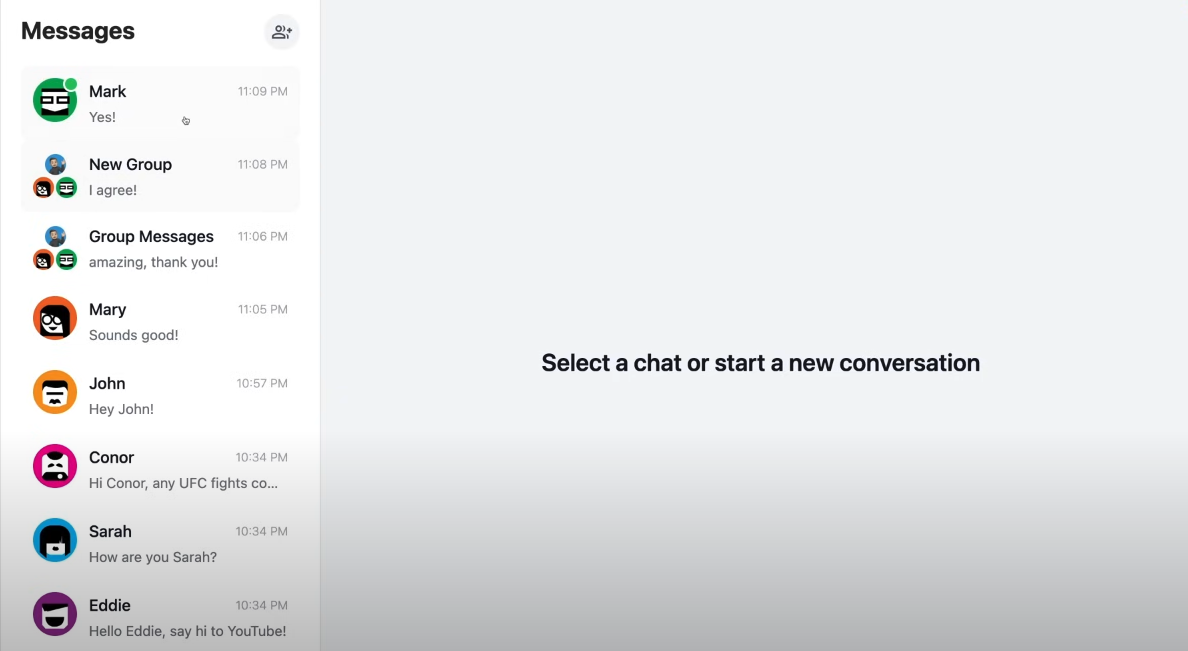 Messages
Mark 11:09 PM
Yes!
New Group 11:08 PM
I agree!
Group Messages 11:06 PM
amazing, thank you!
Mary 11:05 PM
Sounds good!
John 10:57 PM
Hey John!
Conor 10:34 PM
Hi Conor, any UFC fights co...
Sarah 10:34 PM
How are you Sarah?
Eddie 10:34 PM
Hello Eddie, say hi to YouTube!
Select a chat or start a new conversation